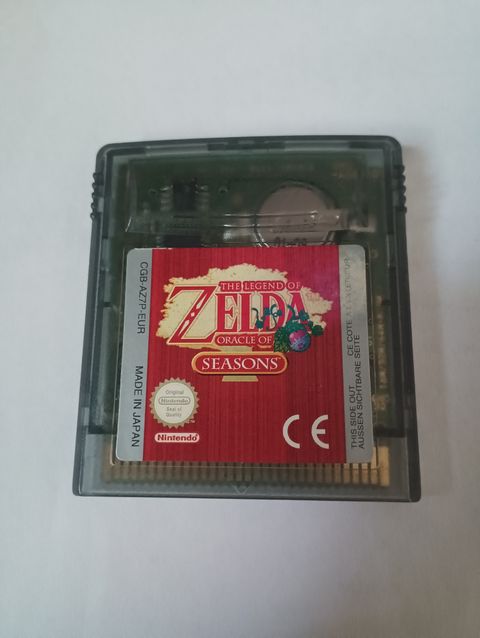 THE LEGEND OF
ZELDA
ORACLE OF
SEASONS
CGB-AZ7P-EUR
MADE IN JAPAN
Original
Nintendo
Seal of
Quality
Nintendo
CE
THIS SIDE OUT
AUSSEN SICHTBARE SEITE
CE COTE